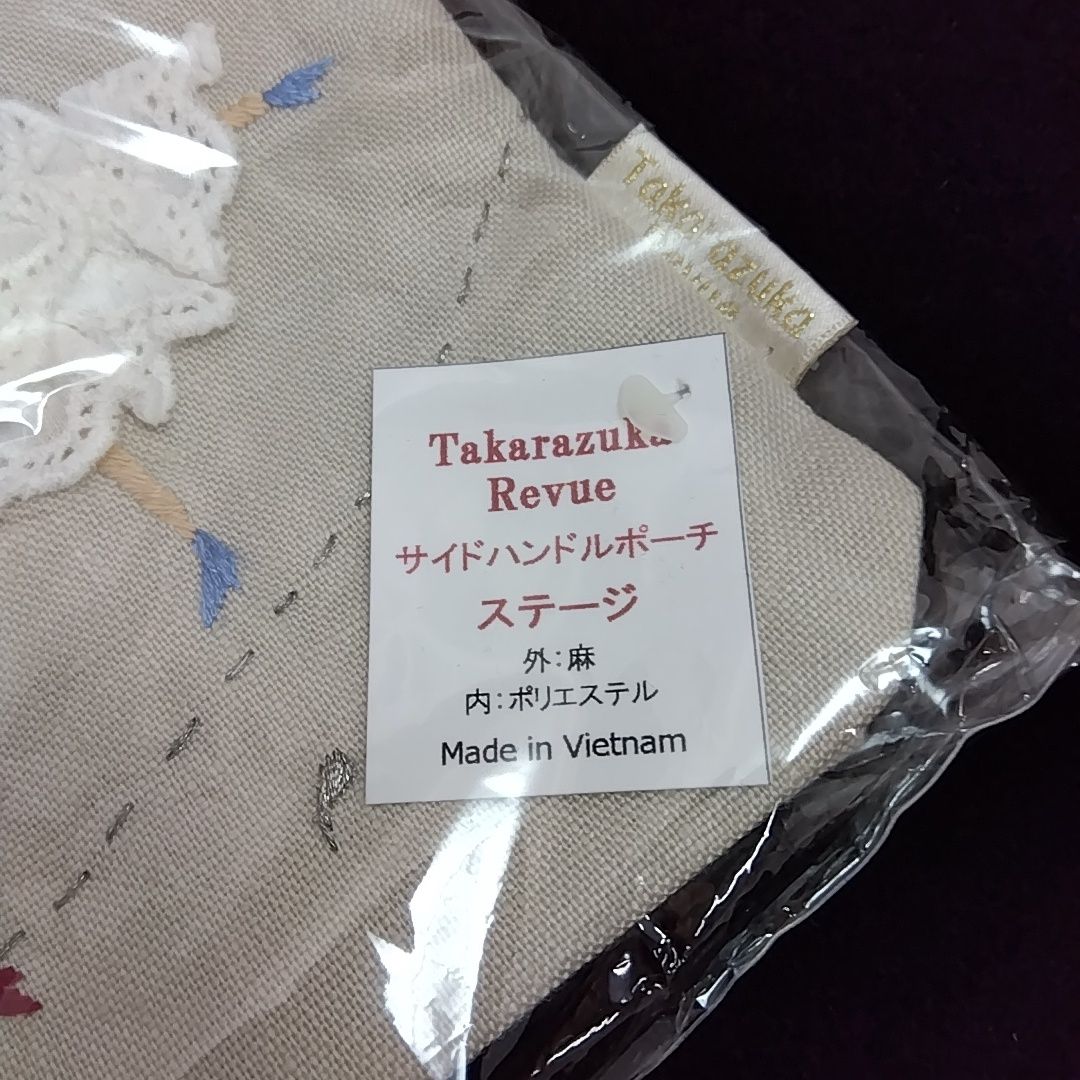 Takarazuka
Takarazuka
Revue
サイドハンドルポーチ
ステージ
外:麻
内:ポリエステル
Made in Vietnam